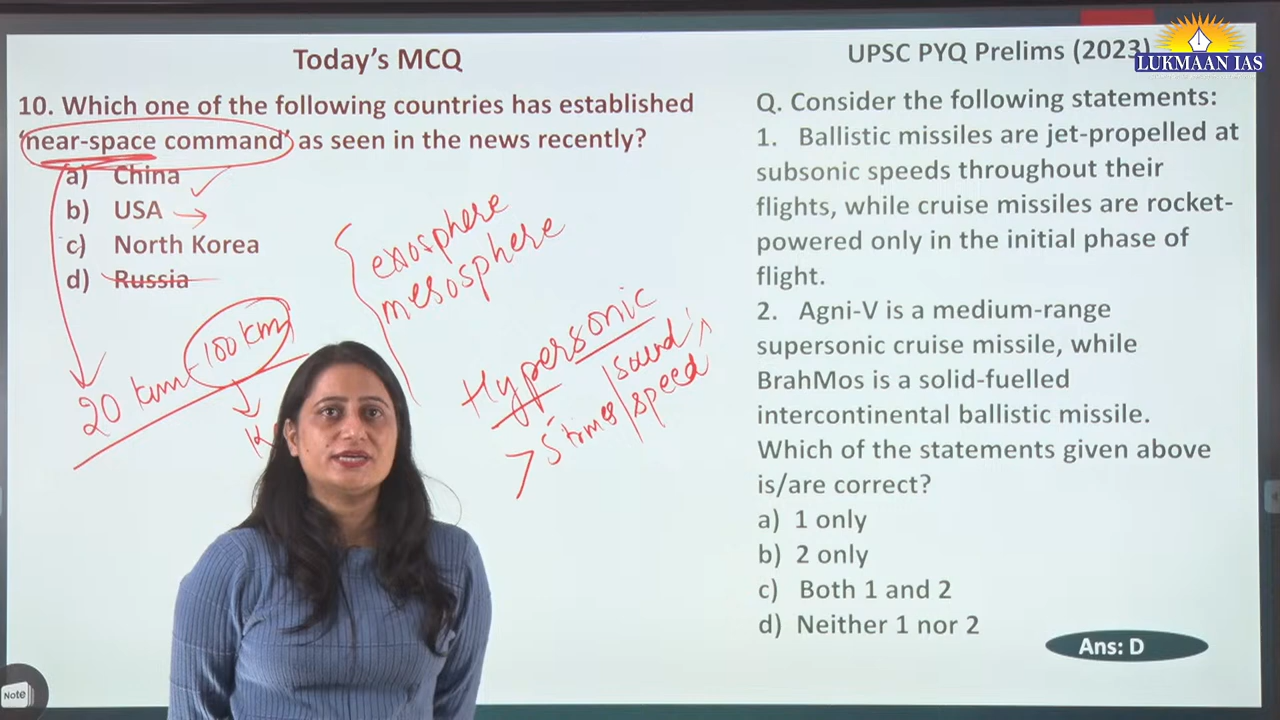 Today's MCQ
10. Which one of the following countries has established
'near-space command' as seen in the news recently?
a) China
b) USA
c) North Korea
d) Russia
20 km - 100 km
K
exosphere
mesosphere
Hypersonic
> 5 times / sound's
speed
UPSC PYQ Prelims (2023)
LUKMAAN IAS
Q. Consider the following statements:
1. Ballistic missiles are jet-propelled at
subsonic speeds throughout their
flights, while cruise missiles are rocket-
powered only in the initial phase of
flight.
2. Agni-V is a medium-range
supersonic cruise missile, while
BrahMos is a solid-fuelled
intercontinental ballistic missile.
Which of the statements given above
is/are correct?
a) 1 only
b) 2 only
c) Both 1 and 2
d) Neither 1 nor 2
Ans: D
Note